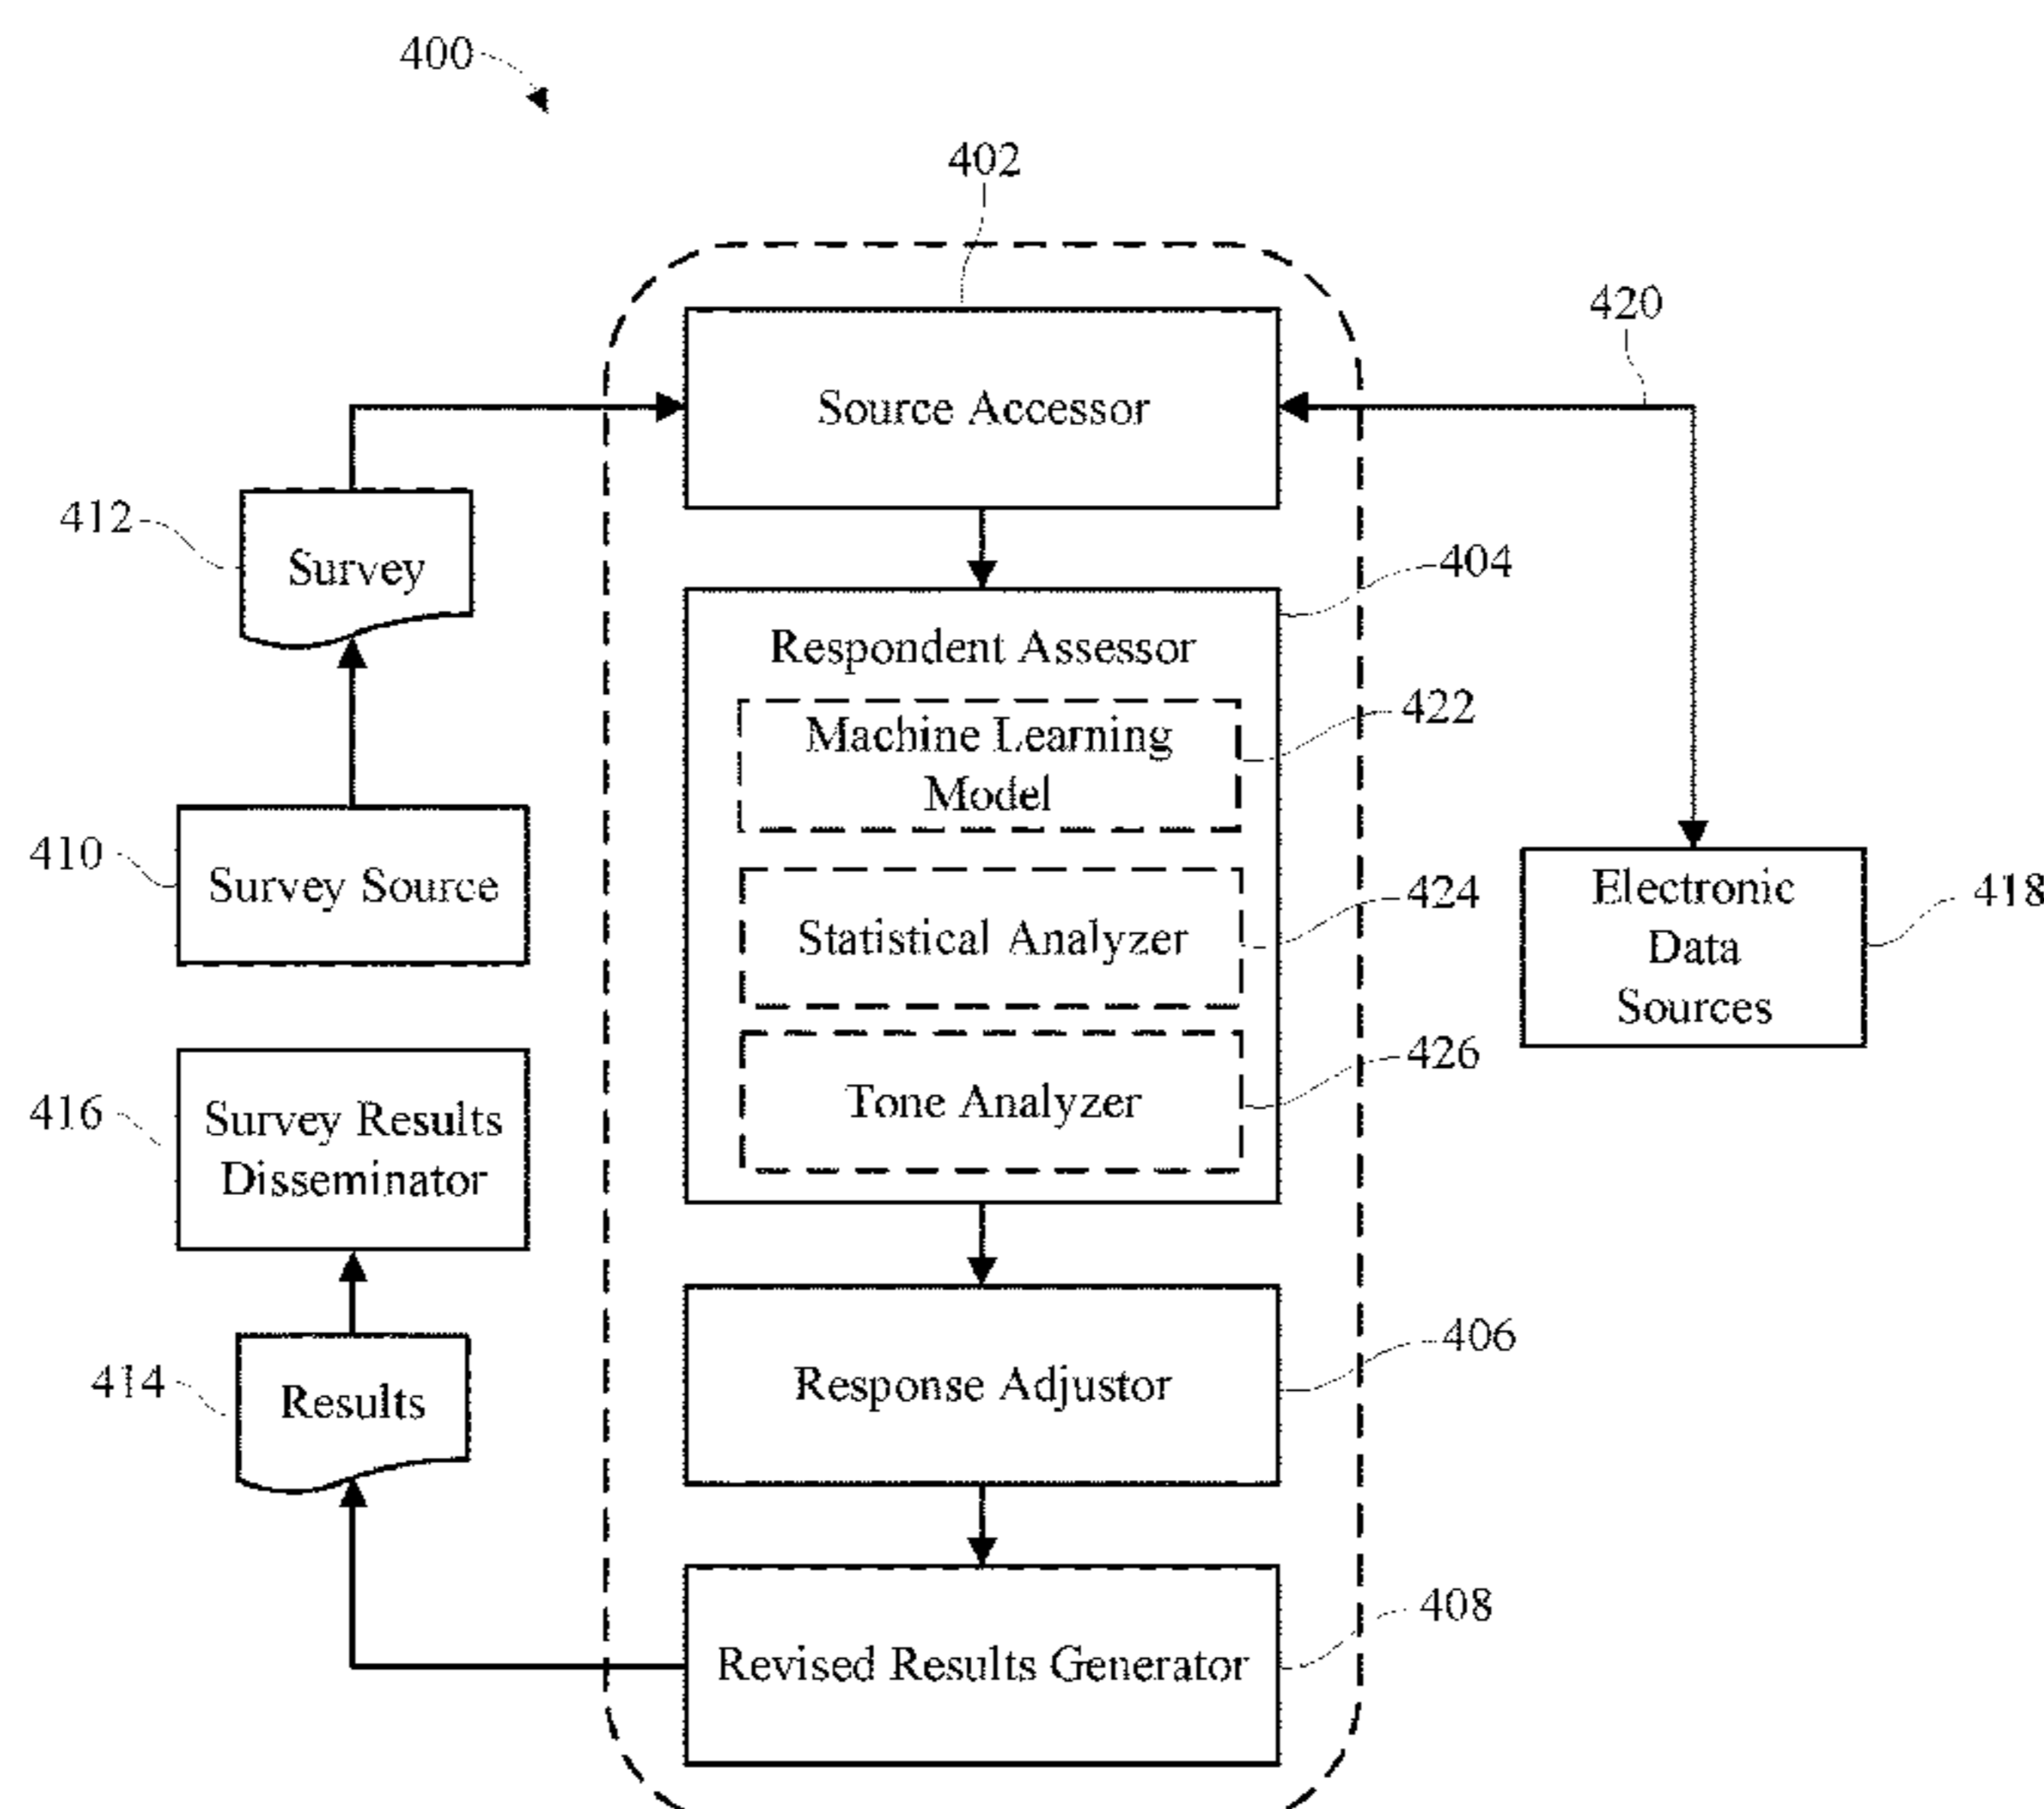 400
402
Source Accessor
420
412
Survey
404
Respondent Assessor
422
Machine Learning
Model
410
Survey Source
424
Statistical Analyzer
Electronic
Data
Sources
418
426
Tone Analyzer
416
Survey Results
Disseminator
406
Response Adjustor
414
Results
408
Revised Results Generator